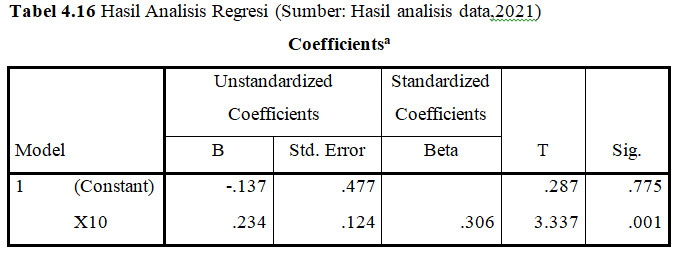 Tabel 4.16 Hasil Analisis Regresi (Sumber: Hasil analisis data,2021)
Coefficientsa
Unstandardized Standardized
Coefficients Coefficients
Model B Std. Error Beta T Sig.
1 (Constant) -.137 .477 .287 .775
X10 .234 .124 .306 3.337 .001